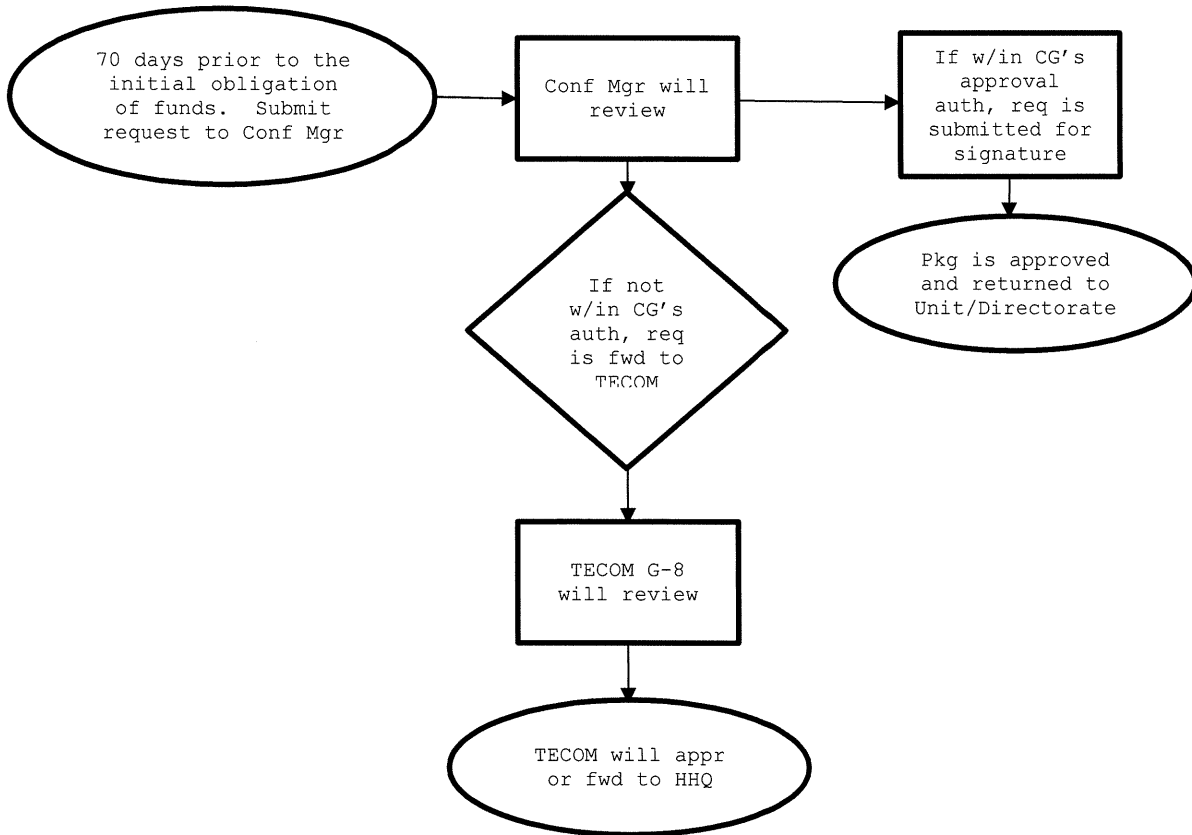 70 days prior to the
initial obligation
of funds.  Submit
request to Conf Mgr
Conf Mgr will
review
If w/in CG's
approval
auth, req is
submitted for
signature
If not
w/in CG's
auth, req
is fwd to
TECOM
Pkg is approved
and returned to
Unit/Directorate
TECOM G-8
will review
TECOM will appr
or fwd to HHQ